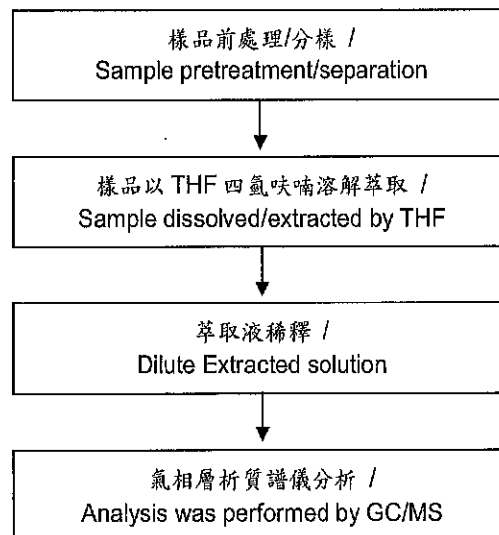 樣品前處理/分樣 /
Sample pretreatment/separation
樣品以 THF 四氫呋喃溶解萃取 /
Sample dissolved/extracted by THF
萃取液稀釋 /
Dilute Extracted solution
氣相層析質譜儀分析 /
Analysis was performed by GC/MS